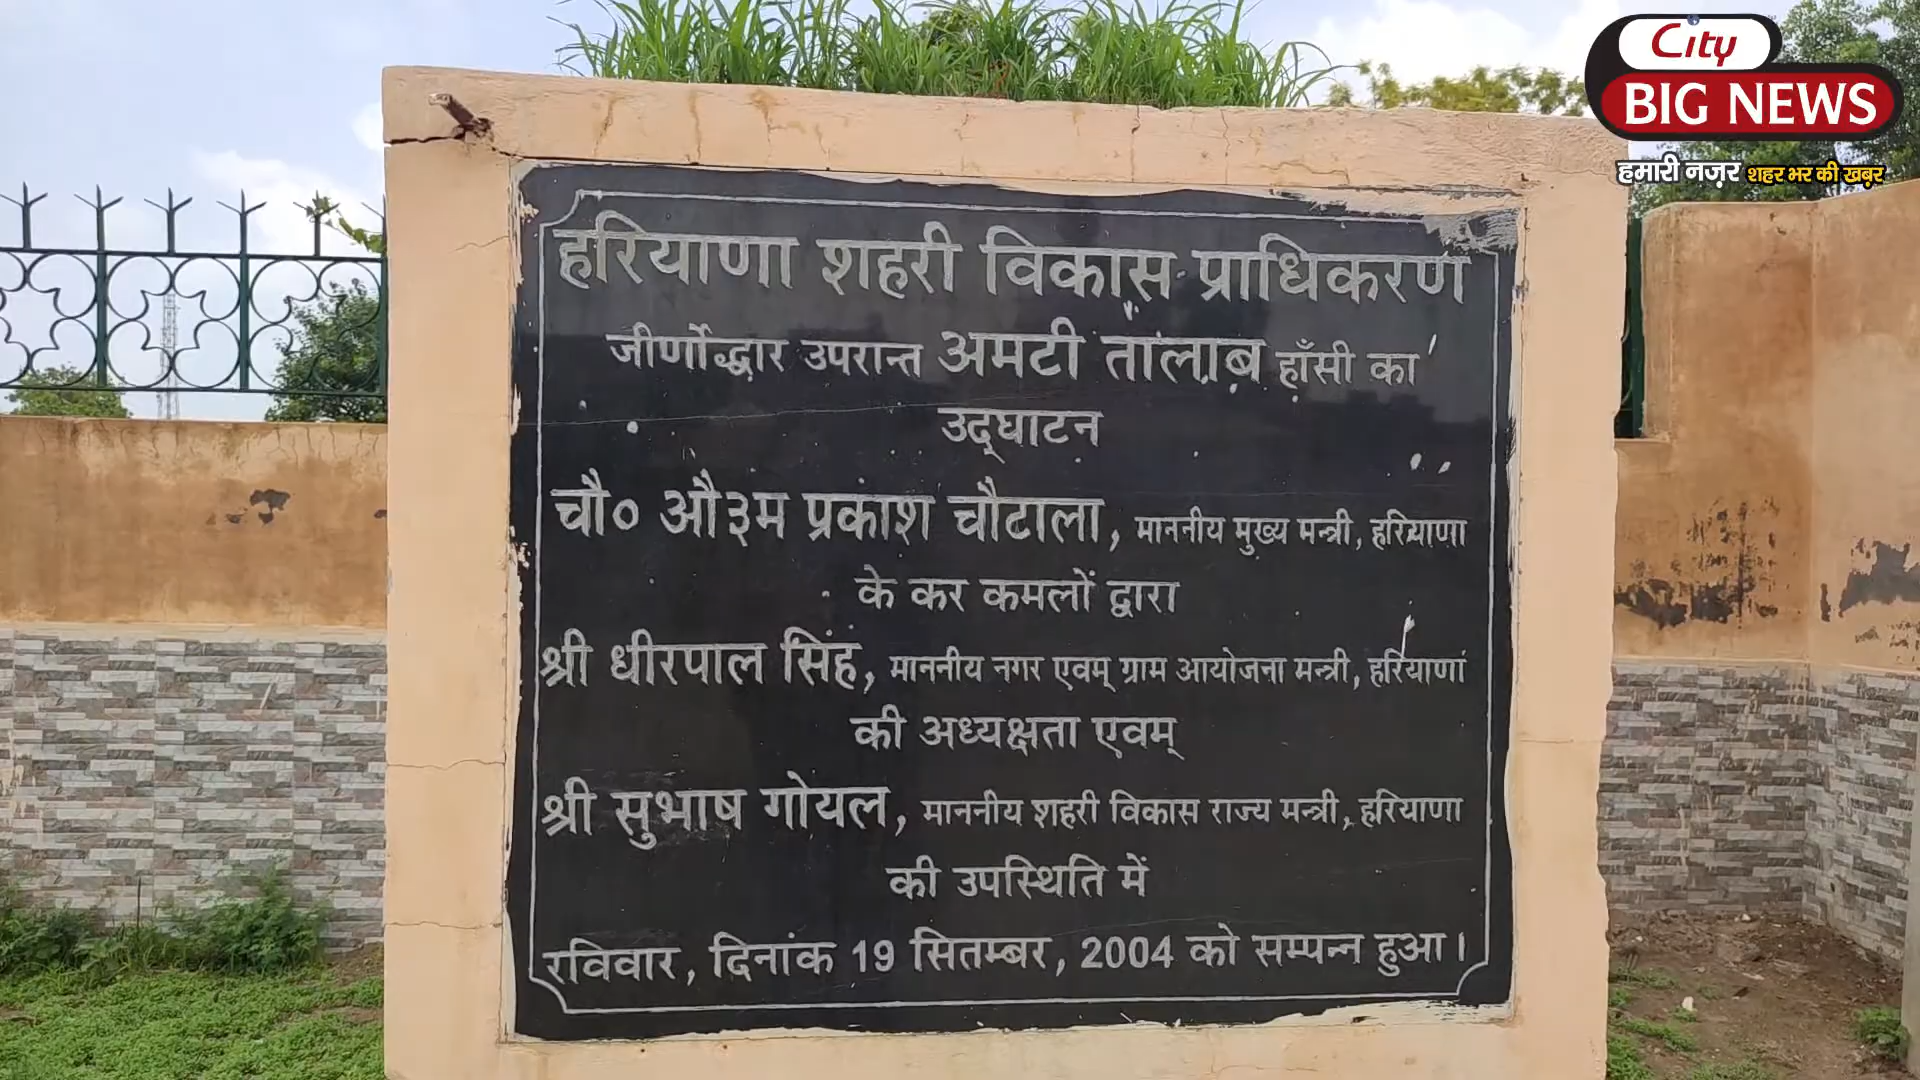 City
BIG NEWS
हमारी नज़र शहर भर की ख़बर
हरियाणा शहरी विकास प्राधिकरण
जीर्णोद्धार उपरान्त अमटी तालाब हाँसी का
उद्‌घाटन
चौ० औ३म प्रकाश चौटाला, माननीय मुख्य मन्त्री, हरियाणा
के कर कमलों द्वारा
श्री धीरपाल सिंह, माननीय नगर एवम् ग्राम आयोजना मन्त्री, हरियाणा
की अध्यक्षता एवम्
श्री सुभाष गोयल, माननीय शहरी विकास राज्य मन्त्री, हरियाणा
की उपस्थिति में
रविवार, दिनांक 19 सितम्बर, 2004 को सम्पन्न हुआ।